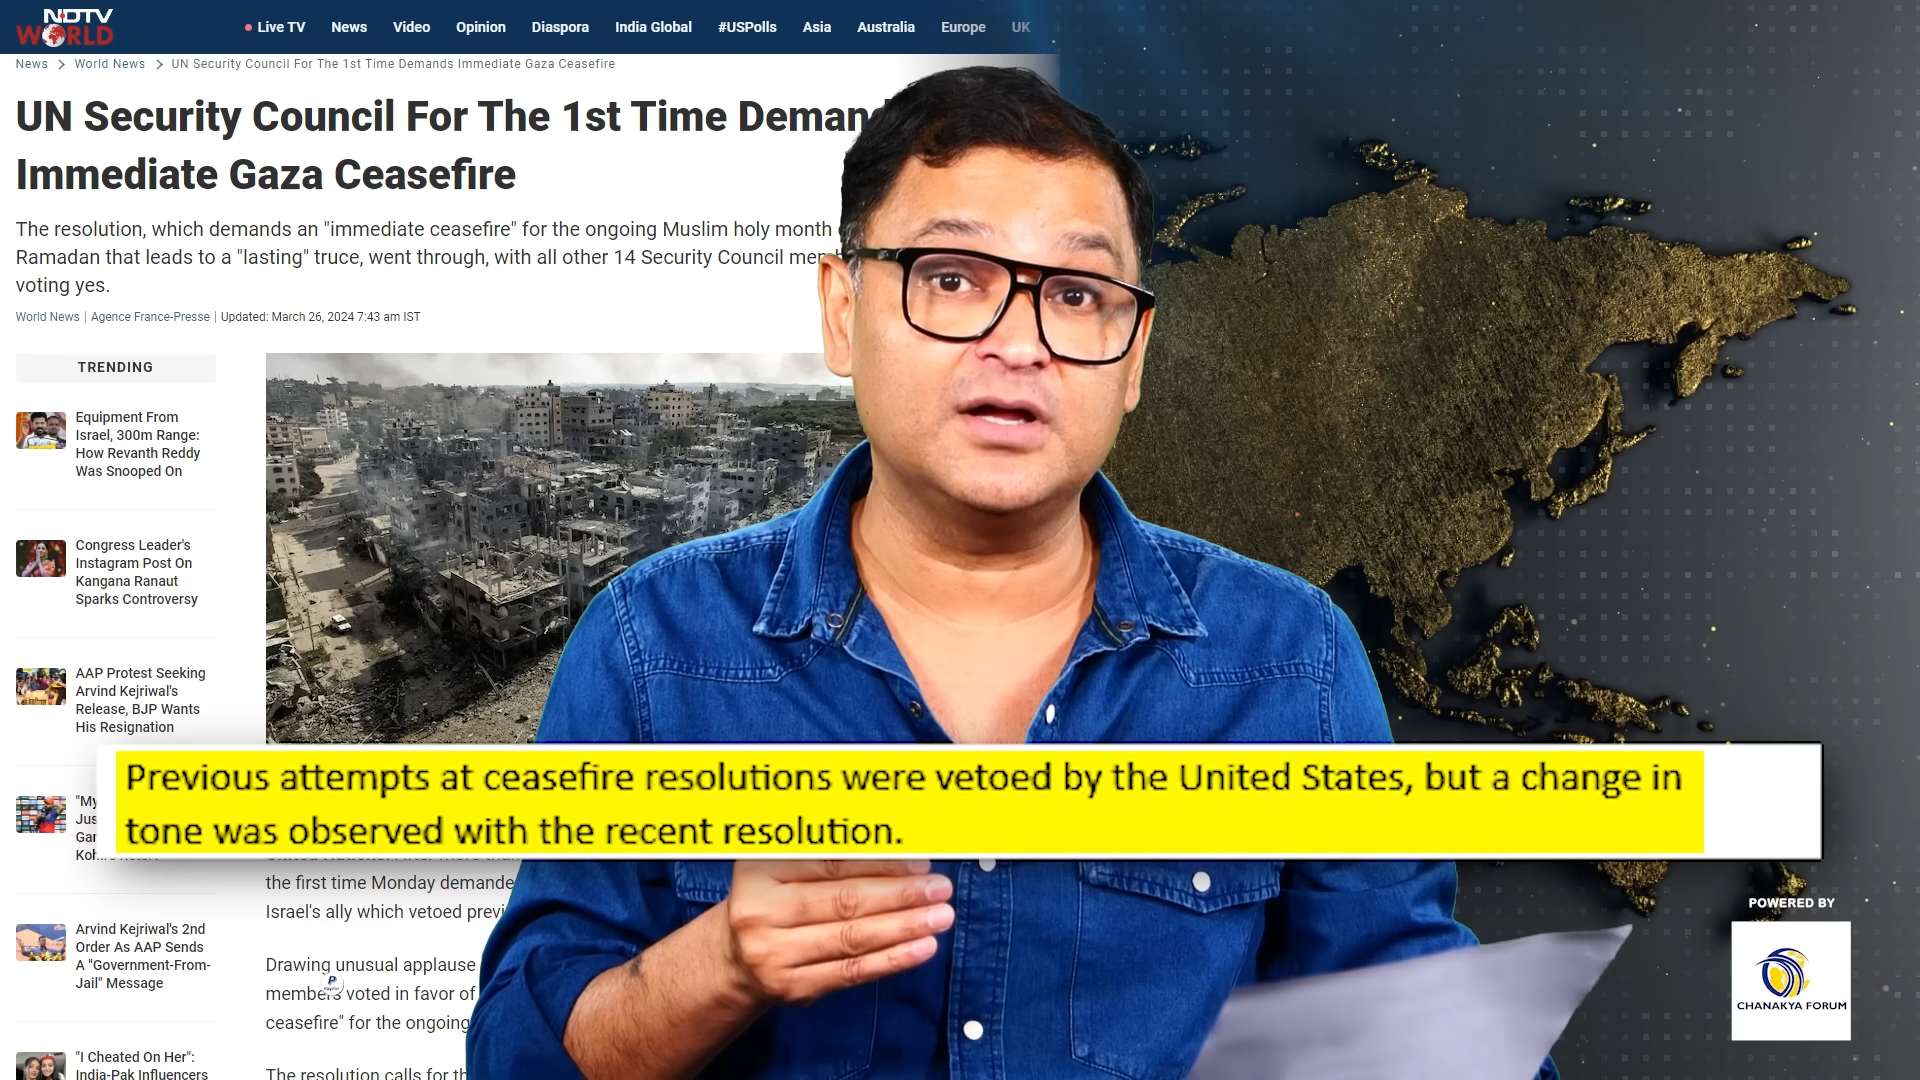 NDTV
WORLD
Live TV News Video Opinion Diaspora India Global #USPolls Asia Australia Europe UK
News > World News > UN Security Council For The 1st Time Demands Immediate Gaza Ceasefire
UN Security Council For The 1st Time Deman
Immediate Gaza Ceasefire
The resolution, which demands an "immediate ceasefire" for the ongoing Muslim holy month
Ramadan that leads to a "lasting" truce, went through, with all other 14 Security Council mem
voting yes.
World News | Agence France-Presse | Updated: March 26, 2024 7:43 am IST
TRENDING
Equipment From
Israel, 300m Range:
How Revanth Reddy
Was Snooped On
Congress Leader's
Instagram Post On
Kangana Ranaut
Sparks Controversy
AAP Protest Seeking
Arvind Kejriwal's
Release, BJP Wants
His Resignation
"My
Jus
Gam
Previous attempts at ceasefire resolutions were vetoed by the United States, but a change in
tone was observed with the recent resolution.
the first time Monday demande
Israel's ally which vetoed previ
Arvind Kejriwal's 2nd
Order As AAP Sends
A "Government-From-
Jail" Message
Drawing unusual applause
members voted in favor of
ceasefire" for the ongoing
PayPal
"I Cheated On Her":
India-Pak Influencers
The resolution calls for th
POWERED BY
CHANAKYA FORUM